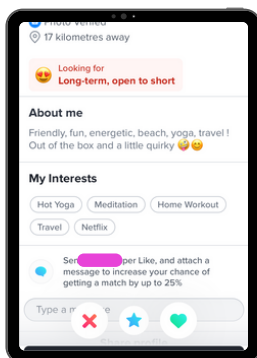 Photo Verified
17 kilometres away
Looking for
Long-term, open to short
About me
Friendly, fun, energetic, beach, yoga, travel !
Out of the box and a little quirky 🤪😊
My Interests
Hot Yoga Meditation Home Workout
Travel Netflix
per Like, and attach a
message to increase your chance of
getting a match by up to 25%
Type a